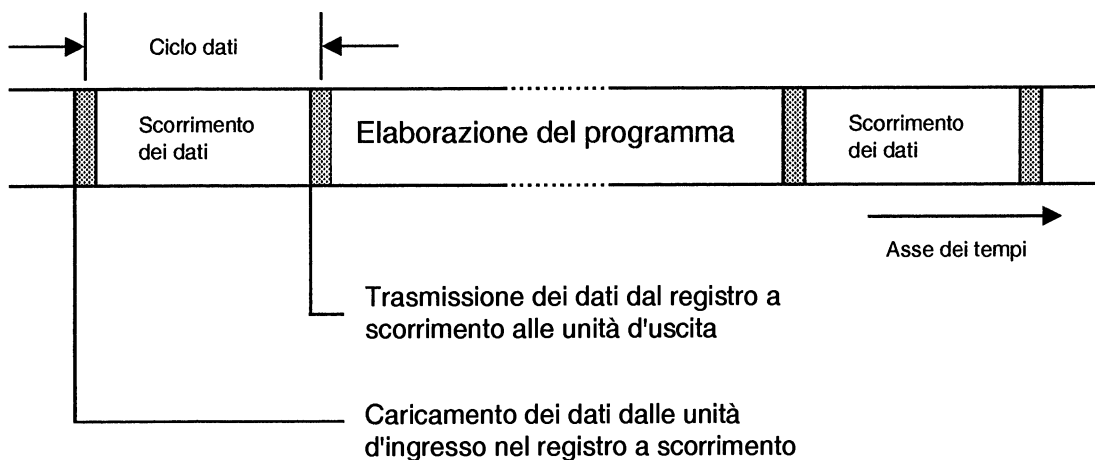 Ciclo dati
Scorrimento
dei dati
Elaborazione del programma
Scorrimento
dei dati
Asse dei tempi
Trasmissione dei dati dal registro a
scorrimento alle unità d'uscita
Caricamento dei dati dalle unità
d'ingresso nel registro a scorrimento